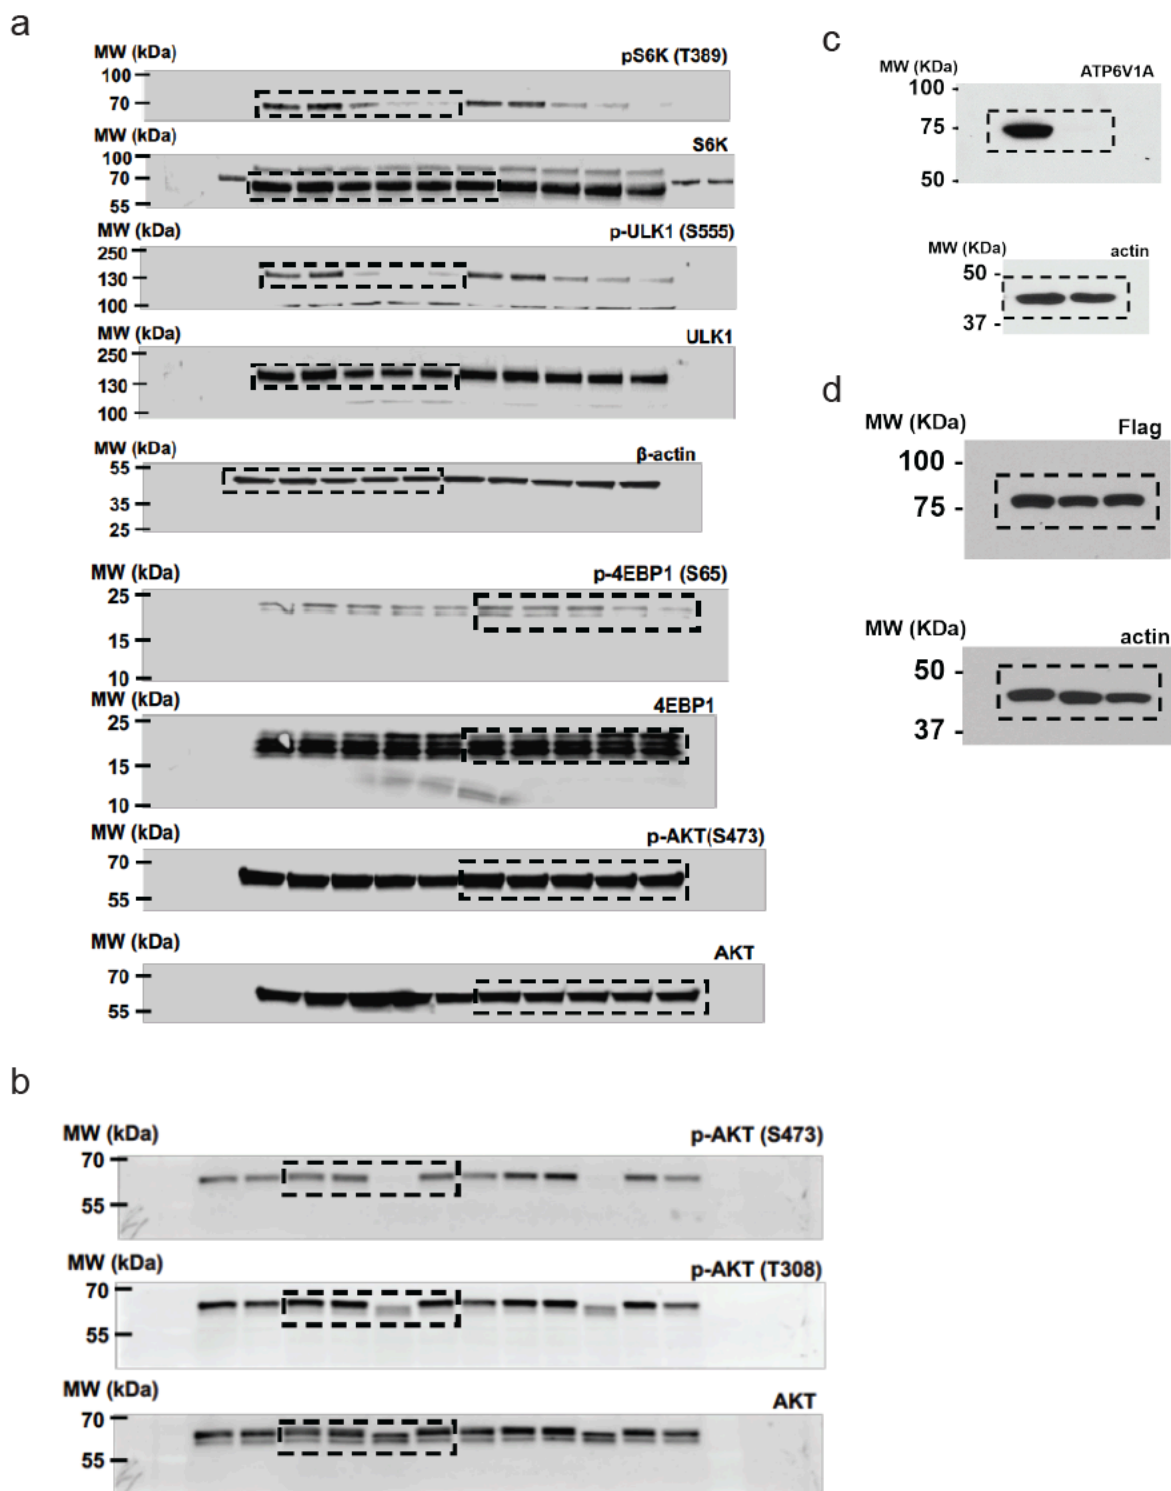 a
MW (kDa)
pS6K (T389)
100
70
MW (kDa)
S6K
100
70
55
MW (kDa)
p-ULK1 (S555)
250
130
100
MW (kDa)
ULK1
250
130
100
MW (kDa)
β-actin
55
35
25
MW (kDa)
p-4EBP1 (S65)
25
15
10
MW (kDa)
4EBP1
25
15
10
MW (kDa)
p-AKT(S473)
70
55
MW (kDa)
AKT
70
55
b
MW (kDa)
p-AKT (S473)
70
55
MW (kDa)
p-AKT (T308)
70
55
MW (kDa)
AKT
70
55
c
MW (KDa)
ATP6V1A
100
75
50
MW (KDa)
actin
50
37
d
MW (KDa)
Flag
100
75
MW (KDa)
actin
50
37